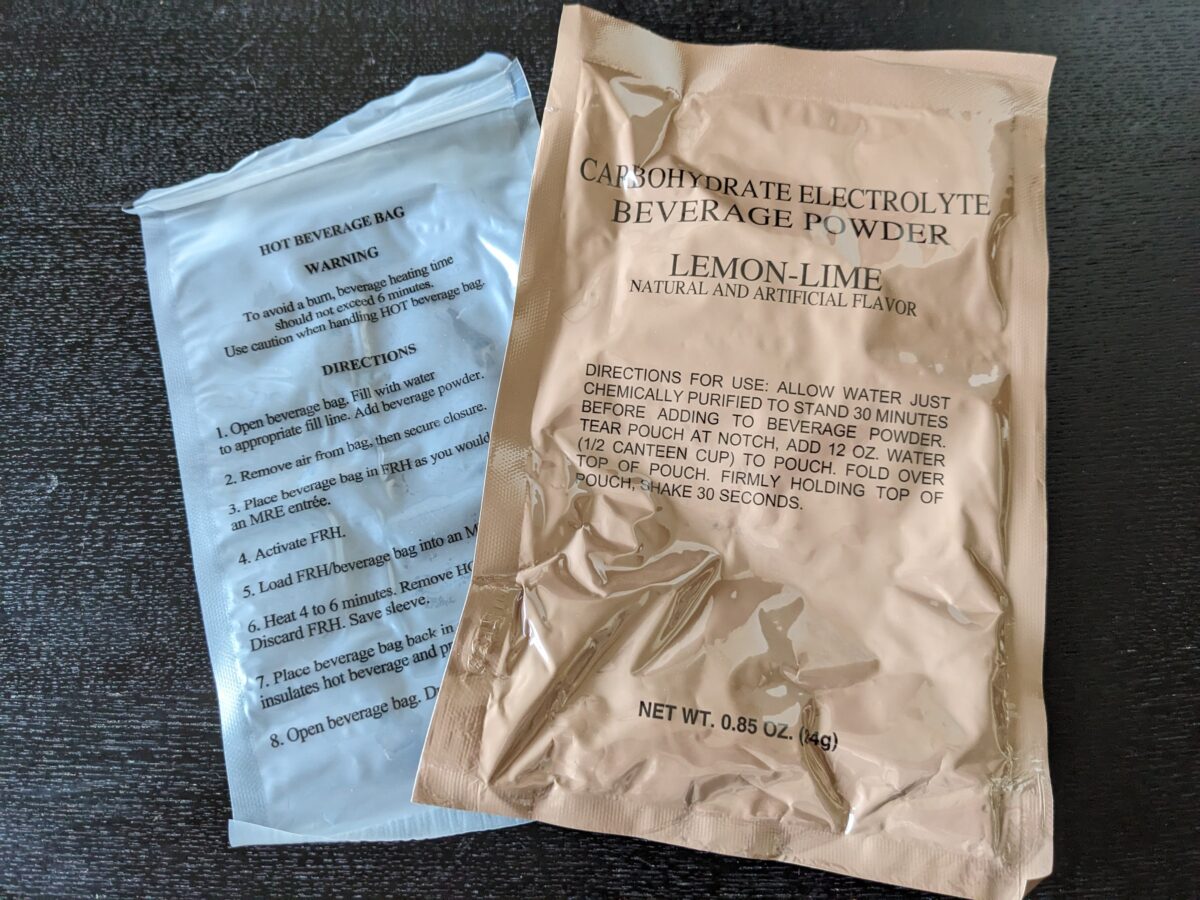 HOT BEVERAGE BAG
WARNING
To avoid a burn, beverage heating time
should not exceed 6 minutes.
Use caution when handling HOT beverage bag.
DIRECTIONS
1. Open beverage bag. Fill with water
to appropriate fill line. Add beverage powder.
2. Remove air from bag, then secure closure.
3. Place beverage bag in FRH as you would
an MRE entrée.
4. Activate FRH.
5. Load FRH/beverage bag into an
6. Heat 4 to 6 minutes. Remove
Discard FRH. Save sleeve.
7. Place beverage bag back in
insulates hot beverage and
8. Open beverage bag.
CARBOHYDRATE ELECTROLYTE
BEVERAGE POWDER
LEMON-LIME
NATURAL AND ARTIFICIAL FLAVOR
DIRECTIONS FOR USE: ALLOW WATER JUST
CHEMICALLY PURIFIED TO STAND 30 MINUTES
BEFORE ADDING TO BEVERAGE POWDER.
TEAR POUCH AT NOTCH, ADD 12 OZ. WATER
(1/2 CANTEEN CUP) TO POUCH. FOLD OVER
TOP OF POUCH. FIRMLY HOLDING TOP OF
POUCH, SHAKE 30 SECONDS.
NET WT. 0.85 OZ.